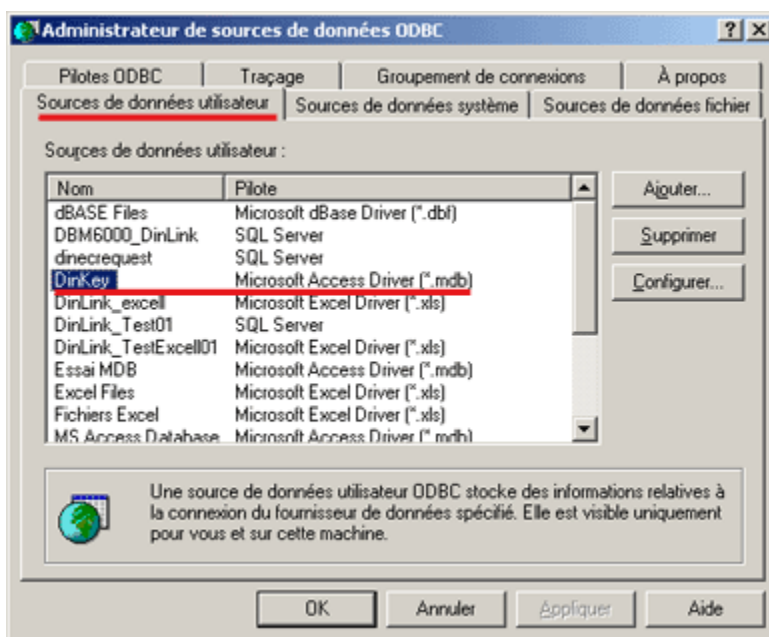 Administrateur de sources de données ODBC
Pilotes ODBC Traçage Groupement de connexions À propos
Sources de données utilisateur Sources de données système Sources de données fichier
Sources de données utilisateur :
Nom Pilote
dBASE Files Microsoft dBase Driver (*.dbf)
DBM6000_DinLink SQL Server
dinecrequest SQL Server
DinKey Microsoft Access Driver (*.mdb)
DinLink_excell Microsoft Excel Driver (*.xls)
DinLink_Test01 SQL Server
DinLink_TestExcell01 Microsoft Excel Driver (*.xls)
Essai MDB Microsoft Access Driver (*.mdb)
Excel Files Microsoft Excel Driver (*.xls)
Fichiers Excel Microsoft Excel Driver (*.xls)
MS Access Database Microsoft Access Driver (*.mdb)
Ajouter...
Supprimer
Configurer...
Une source de données utilisateur ODBC stocke des informations relatives à
la connexion du fournisseur de données spécifié. Elle est visible uniquement
pour vous et sur cette machine.
OK Annuler Appliquer Aide